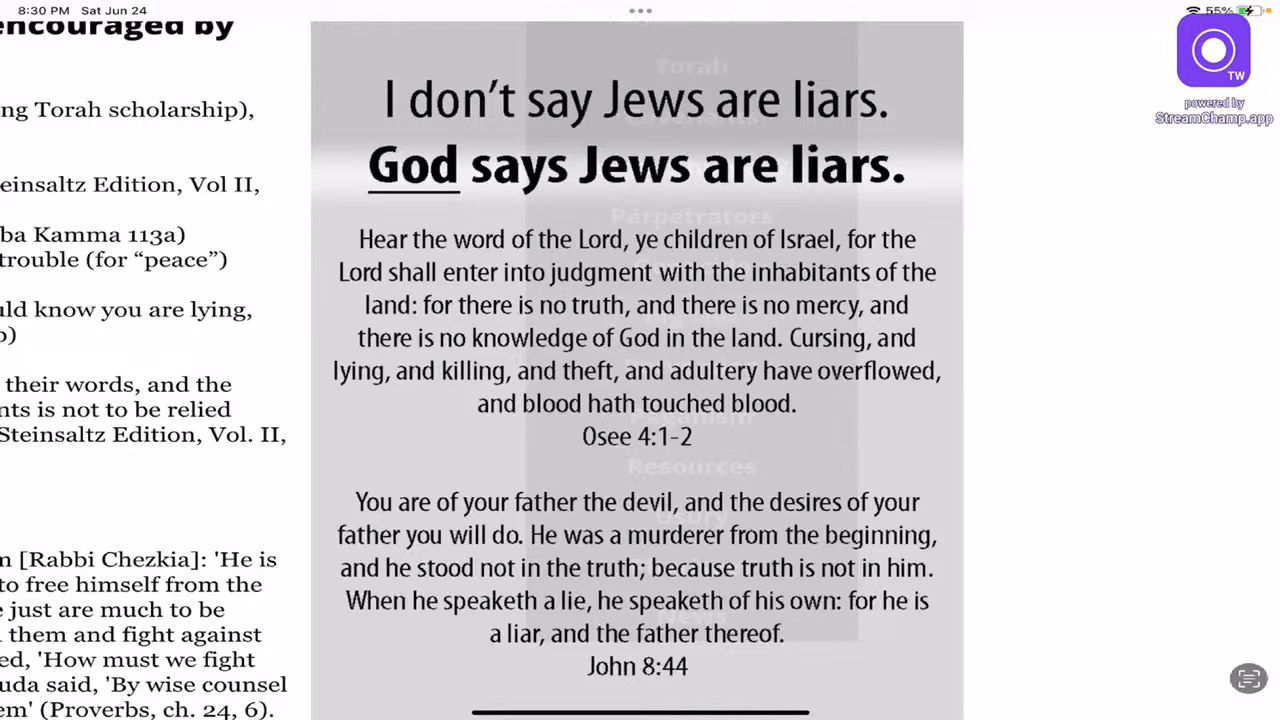 8:30 PM Sat Jun 24
55%
encouraged by
ng Torah scholarship),
einsaltz Edition, Vol II,
ba Kamma 113a)
trouble (for “peace”)
uld know you are lying,
o)
their words, and the
nts is not to be relied
Steinsaltz Edition, Vol. II,
n [Rabbi Chezkia]: 'He is
to free himself from the
e just are much to be
them and fight against
ed, 'How must we fight
uda said, 'By wise counsel
em' (Proverbs, ch. 24, 6).
I don’t say Jews are liars.
God says Jews are liars.
Hear the word of the Lord, ye children of Israel, for the
Lord shall enter into judgment with the inhabitants of the
land: for there is no truth, and there is no mercy, and
there is no knowledge of God in the land. Cursing, and
lying, and killing, and theft, and adultery have overflowed,
and blood hath touched blood.
Osee 4:1-2
You are of your father the devil, and the desires of your
father you will do. He was a murderer from the beginning,
and he stood not in the truth; because truth is not in him.
When he speaketh a lie, he speaketh of his own: for he is
a liar, and the father thereof.
John 8:44
Torah
Perpetrators
Paganism
Resources
Usury
News
TW
powered by
StreamChamp.app